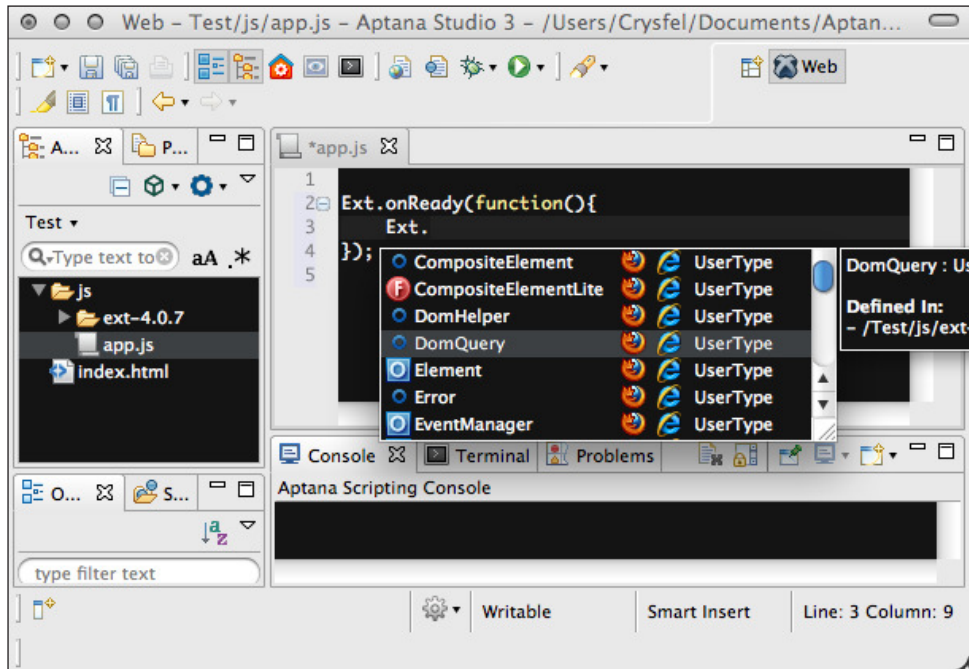 Web – Test/js/app.js – Aptana Studio 3 – /Users/Crysfel/Documents/Aptan...
Web
A...
P...
Test
Type text to
aA .*
js
ext-4.0.7
app.js
index.html
*app.js
1
2 Ext.onReady(function(){
3 Ext.
4 });
5
CompositeElement UserType
CompositeElementLite UserType
DomHelper UserType
DomQuery UserType
Element UserType
Error UserType
EventManager UserType
DomQuery : Us
Defined In:
- /Test/js/ext-
Console
Terminal
Problems
Aptana Scripting Console
O...
S...
type filter text
Writable
Smart Insert
Line: 3 Column: 9